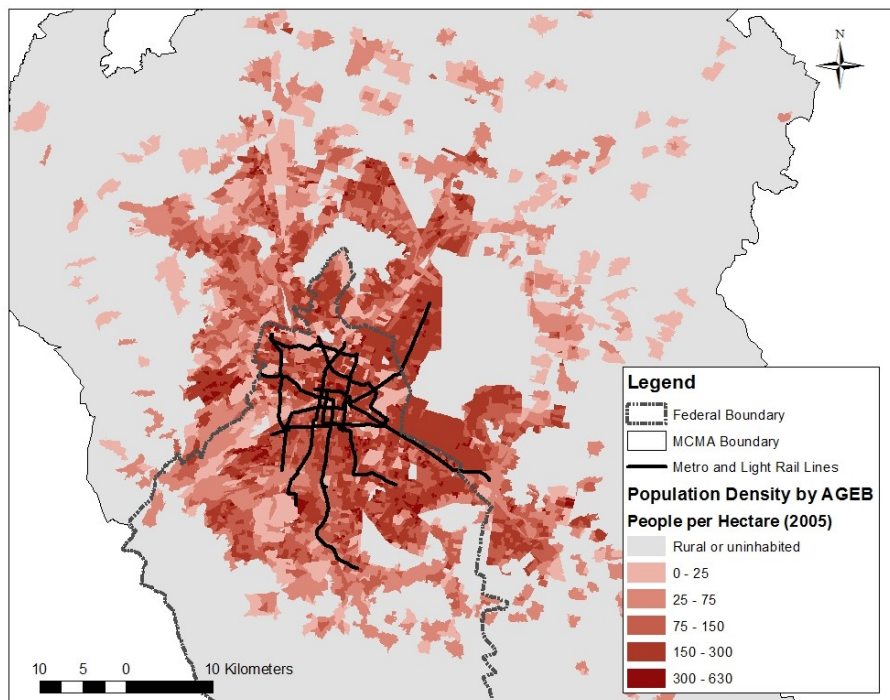 N
Legend
Federal Boundary
MCMA Boundary
Metro and Light Rail Lines
Population Density by AGEB
People per Hectare (2005)
Rural or uninhabited
0 - 25
25 - 75
75 - 150
150 - 300
300 - 630
10 5 0 10 Kilometers